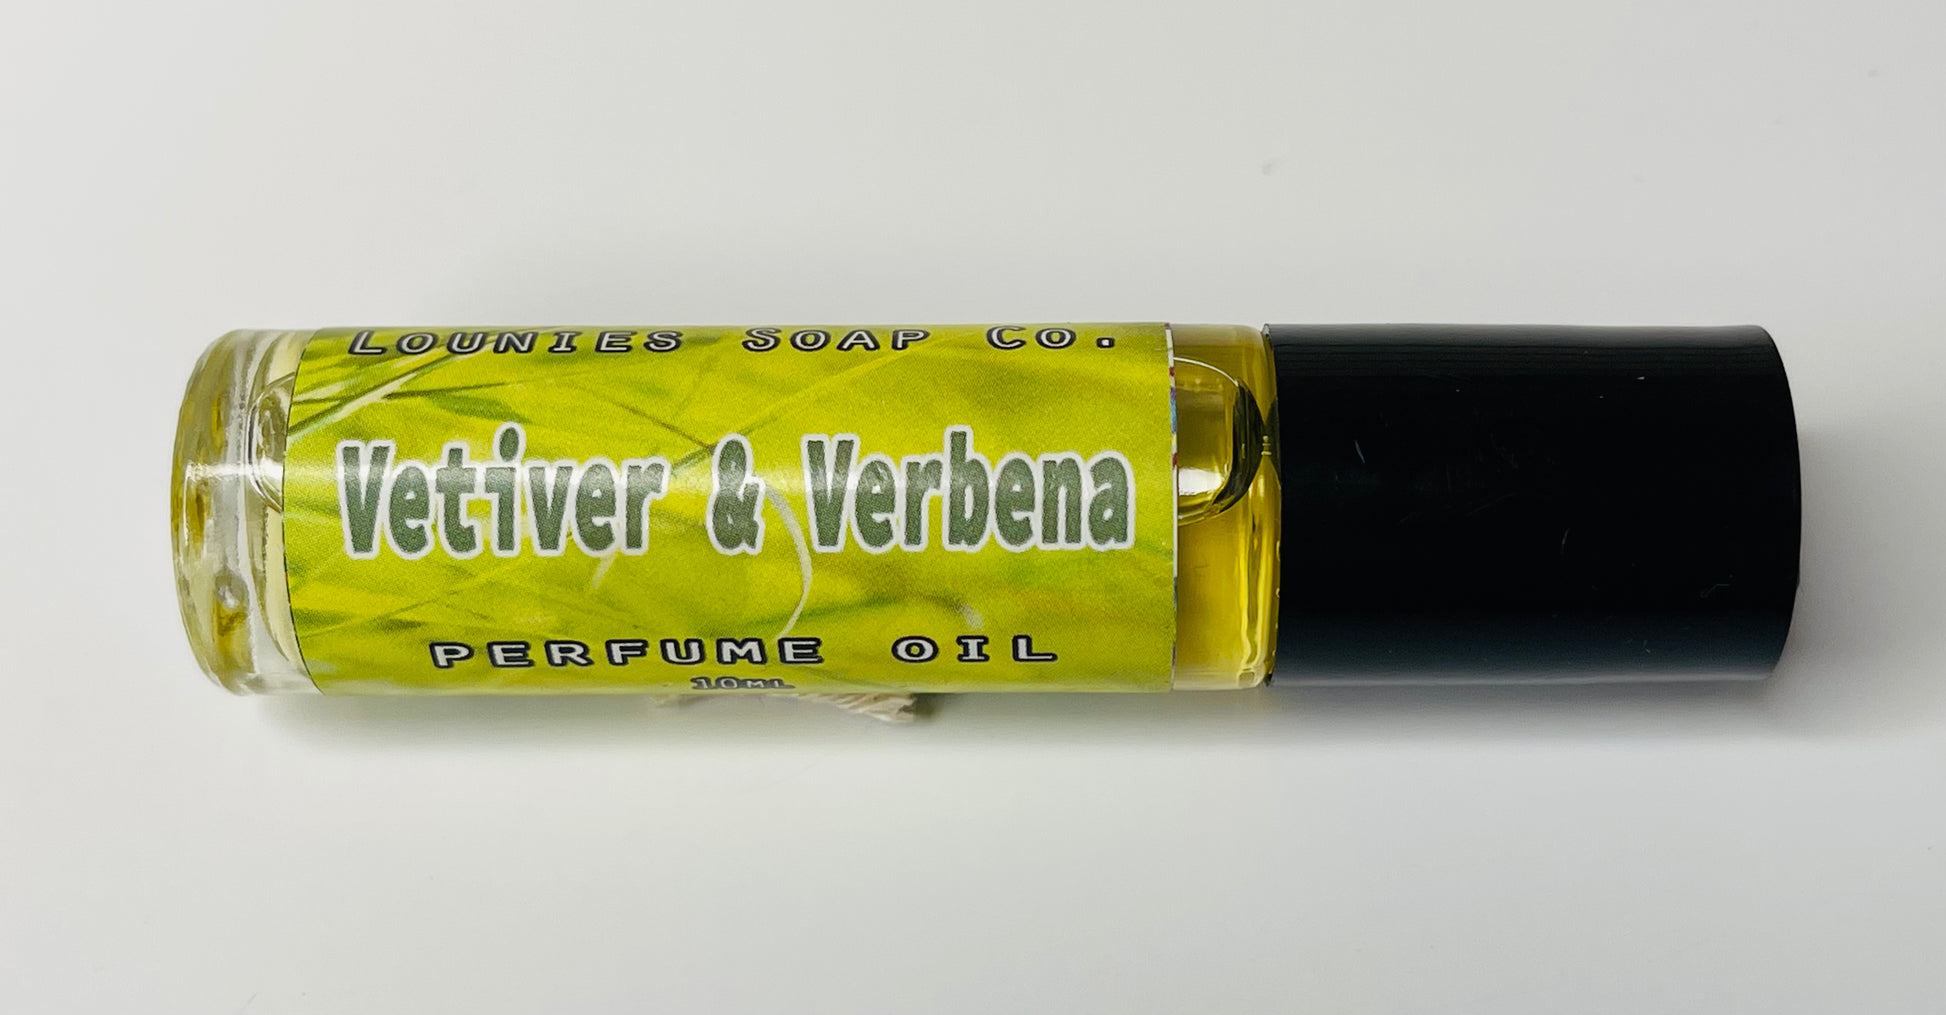 Lounies Soap Co.
Vetiver & Verbena
PERFUME OIL
10ml